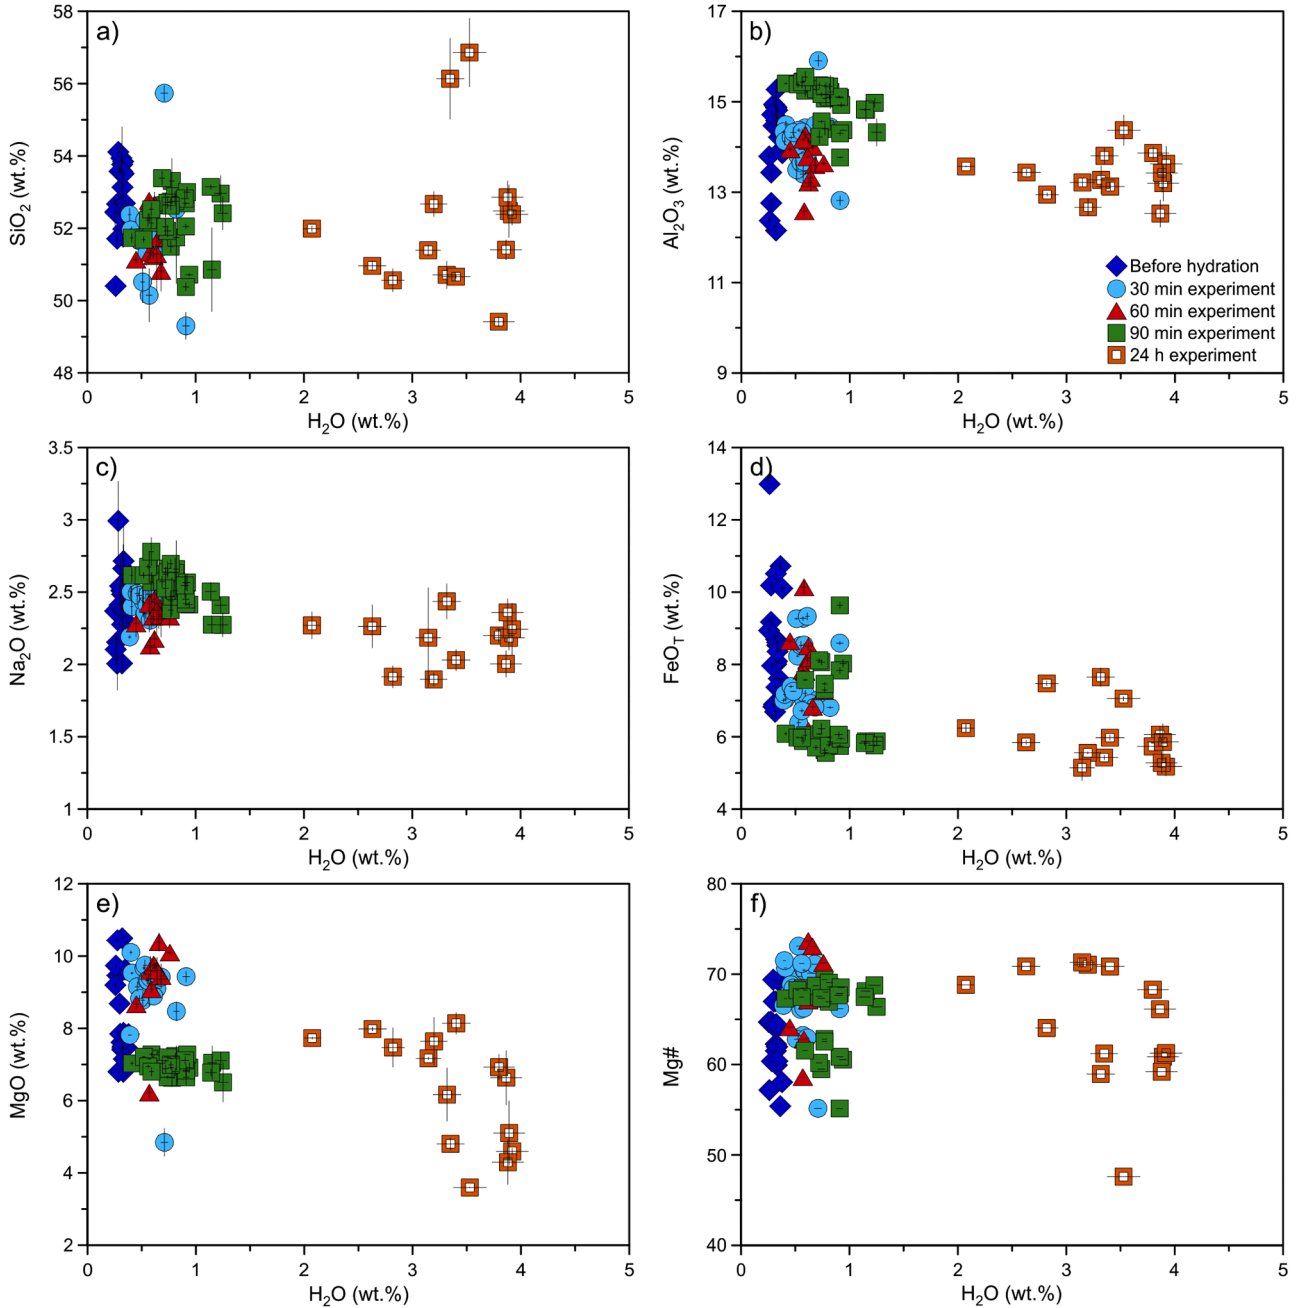 a)
58
56
54
52
50
48
SiO2 (wt.%)
0 1 2 3 4 5
H2O (wt.%)
b)
17
15
13
11
9
Al2O3 (wt.%)
Before hydration
30 min experiment
60 min experiment
90 min experiment
24 h experiment
0 1 2 3 4 5
H2O (wt.%)
c)
3.5
3
2.5
2
1.5
1
Na2O (wt.%)
0 1 2 3 4 5
H2O (wt.%)
d)
14
12
10
8
6
4
FeOT (wt.%)
0 1 2 3 4 5
H2O (wt.%)
e)
12
10
8
6
4
2
MgO (wt.%)
0 1 2 3 4 5
H2O (wt.%)
f)
80
70
60
50
40
Mg#
0 1 2 3 4 5
H2O (wt.%)